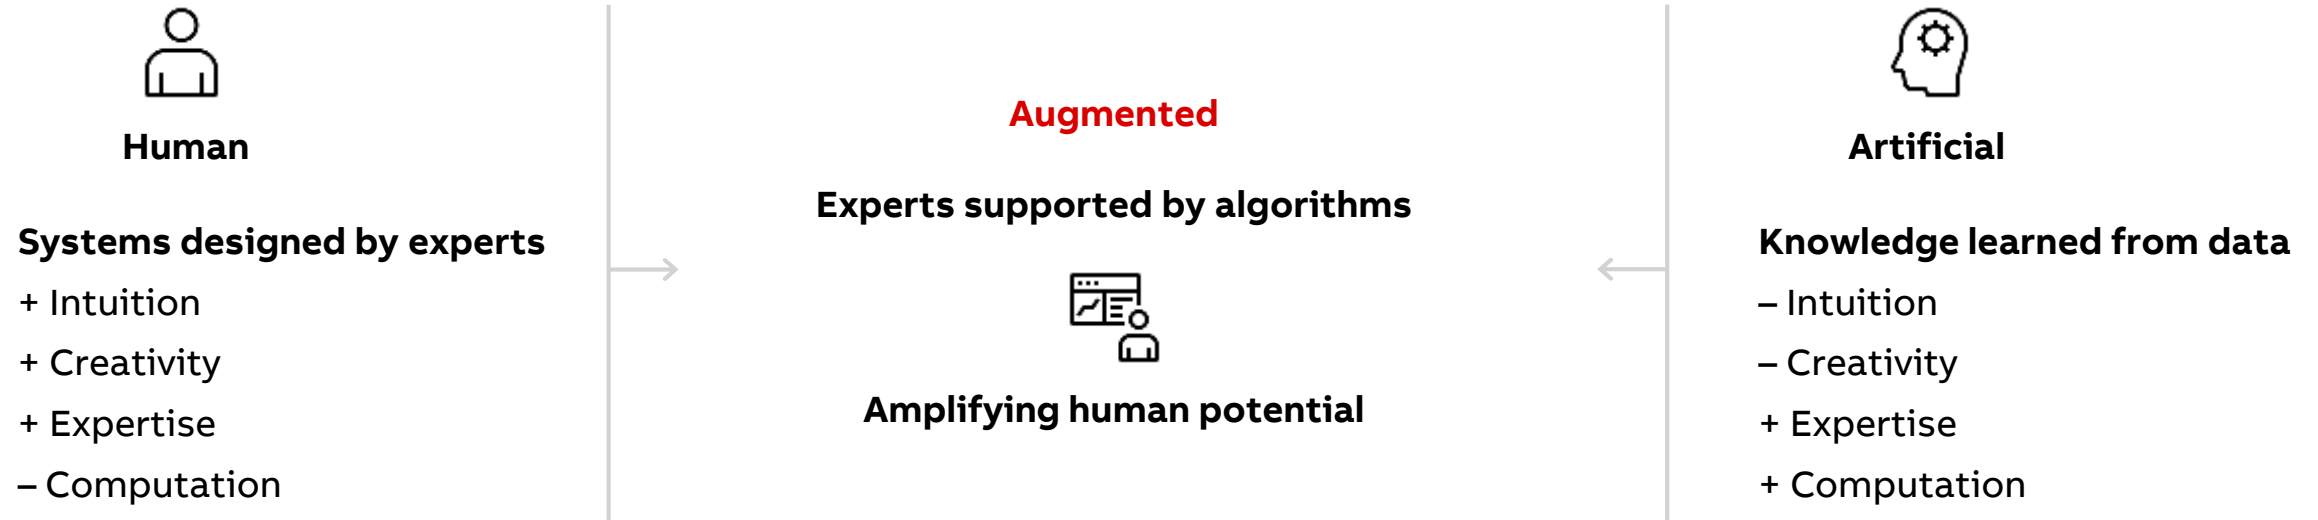 Human
Systems designed by experts
+ Intuition
+ Creativity
+ Expertise
– Computation
Augmented
Experts supported by algorithms
Amplifying human potential
Artificial
Knowledge learned from data
– Intuition
– Creativity
+ Expertise
+ Computation